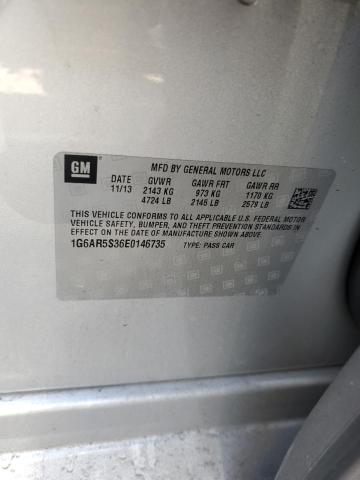 GM
MFD BY GENERAL MOTORS LLC
DATE GVWR GAWR FRT GAWR RR
11/13 2143 KG 973 KG 1170 KG
4724 LB 2145 LB 2579 LB
THIS VEHICLE CONFORMS TO ALL APPLICABLE U.S. FEDERAL MOTOR
VEHICLE SAFETY, BUMPER, AND THEFT PREVENTION STANDARDS IN
EFFECT ON THE DATE OF MANUFACTURE SHOWN ABOVE.
1G6AR5S36E0146735 TYPE: PASS CAR